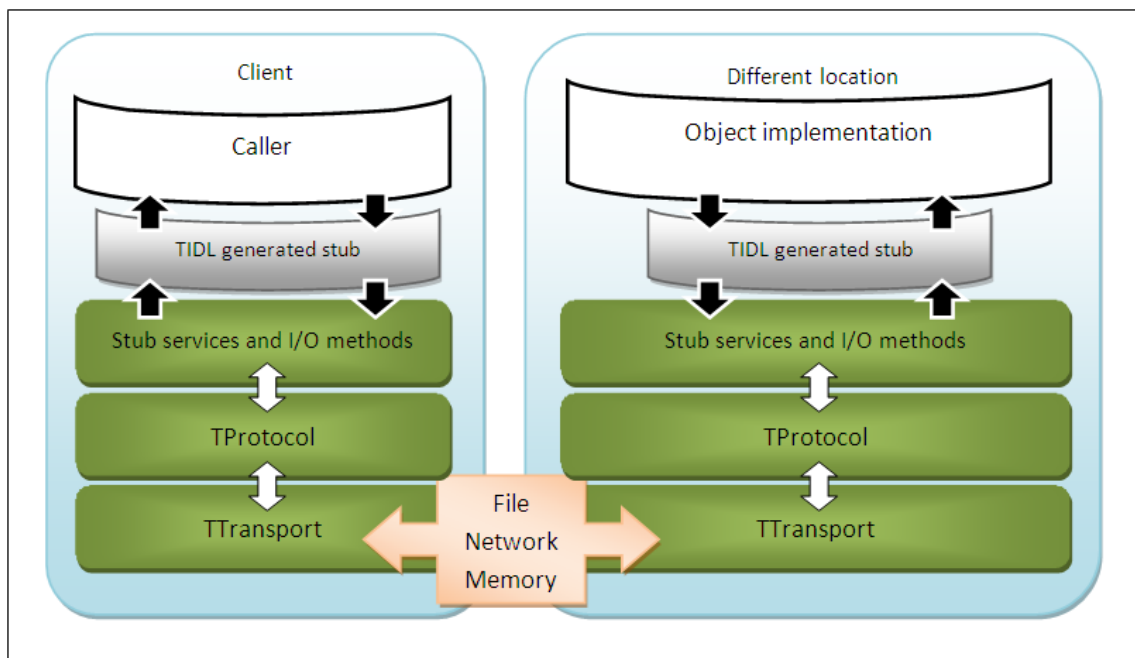 Client
Caller
TIDL generated stub
Stub services and I/O methods
TProtocol
TTransport
File
Network
Memory
Different location
Object implementation
TIDL generated stub
Stub services and I/O methods
TProtocol
TTransport